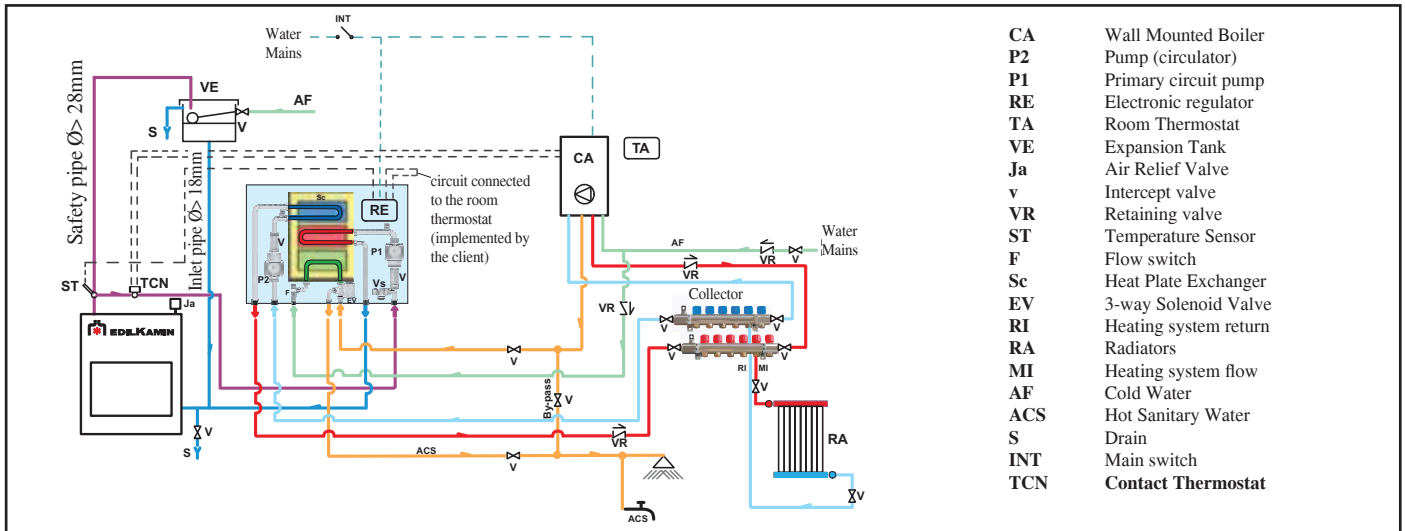 INT
Water
Mains
VE
AF
S
V
Safety pipe Ø> 28mm
Inlet pipe Ø> 18mm
CA
TA
RE
circuit connected
to the room
thermostat
(implemented by
the client)
Sc
V
P1
P2
V
Vs
F
EV
ST
TCN
Ja
EDILKAMIN
AF
VR
V
Water
Mains
VR
VR
Collector
V
V
V
V
RI
MI
V
V
By-pass
V
VR
RA
V
S
V
ACS
V
ACS
CA Wall Mounted Boiler
P2 Pump (circulator)
P1 Primary circuit pump
RE Electronic regulator
TA Room Thermostat
VE Expansion Tank
Ja Air Relief Valve
v Intercept valve
VR Retaining valve
ST Temperature Sensor
F Flow switch
Sc Heat Plate Exchanger
EV 3-way Solenoid Valve
RI Heating system return
RA Radiators
MI Heating system flow
AF Cold Water
ACS Hot Sanitary Water
S Drain
INT Main switch
TCN Contact Thermostat